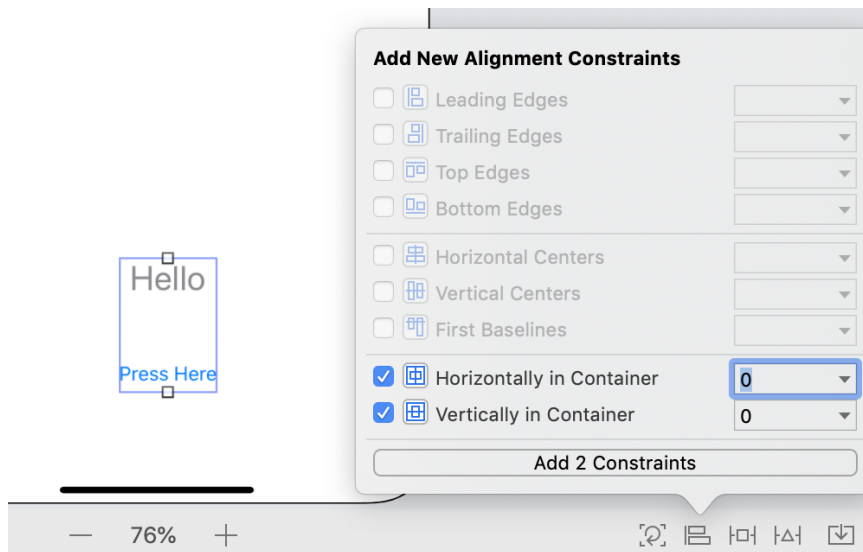 Add New Alignment Constraints
Leading Edges
Trailing Edges
Top Edges
Bottom Edges
Hello
Horizontal Centers
Vertical Centers
First Baselines
Press Here
Horizontally in Container 0
Vertically in Container 0
Add 2 Constraints
76%